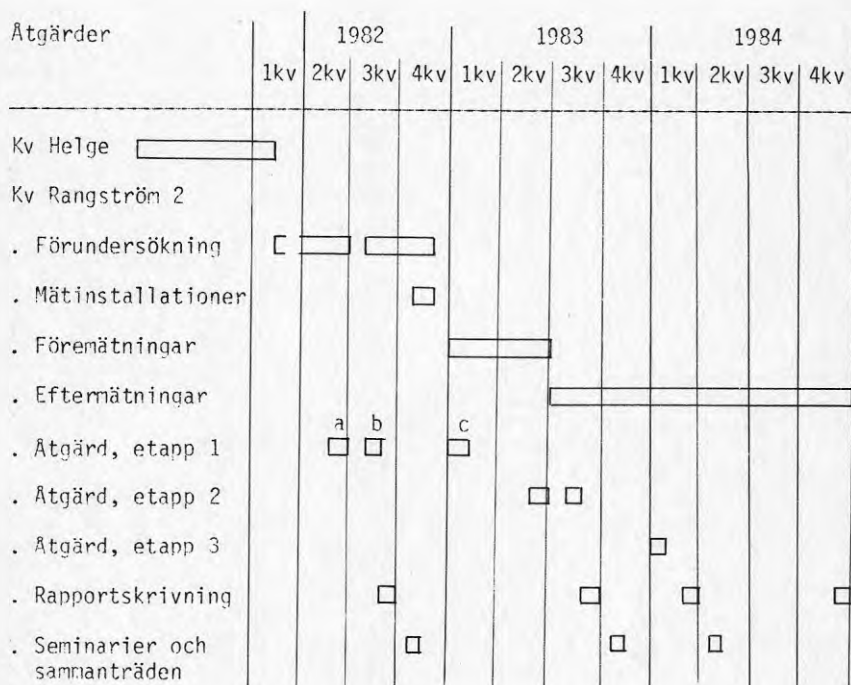 Åtgärder 1982 1983 1984
1kv 2kv 3kv 4kv 1kv 2kv 3kv 4kv 1kv 2kv 3kv 4kv
Kv Helge
Kv Rangström 2
. Förundersökning
. Mätinstallationer
. Föremätningar
. Eftermätningar
a b c
. Åtgärd, etapp 1
. Åtgärd, etapp 2
. Åtgärd, etapp 3
. Rapportskrivning
. Seminarier och
sammanträden